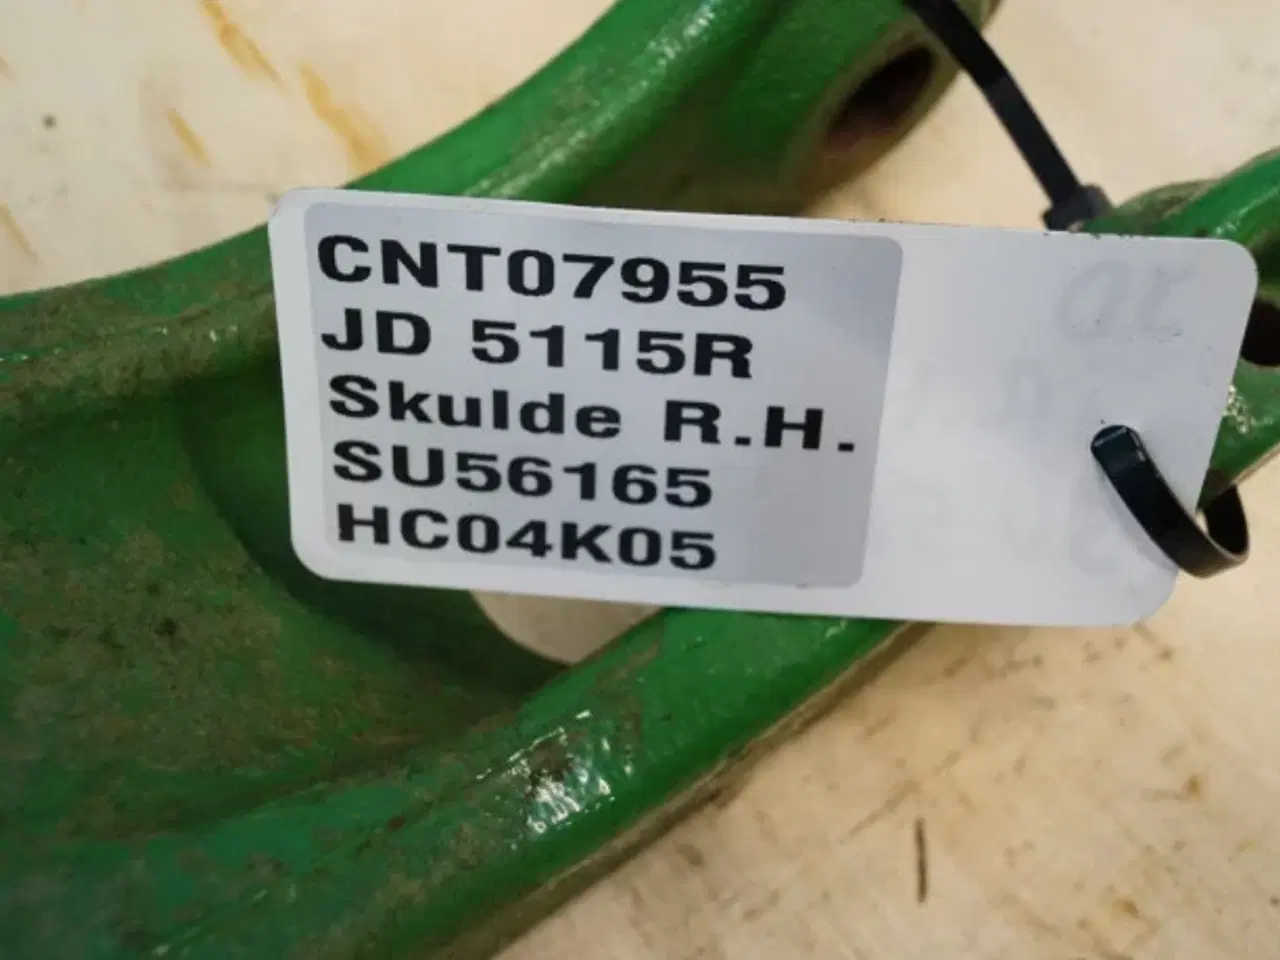 CNT07955
JD 5115R
Skulde R.H.
SU56165
HC04K05